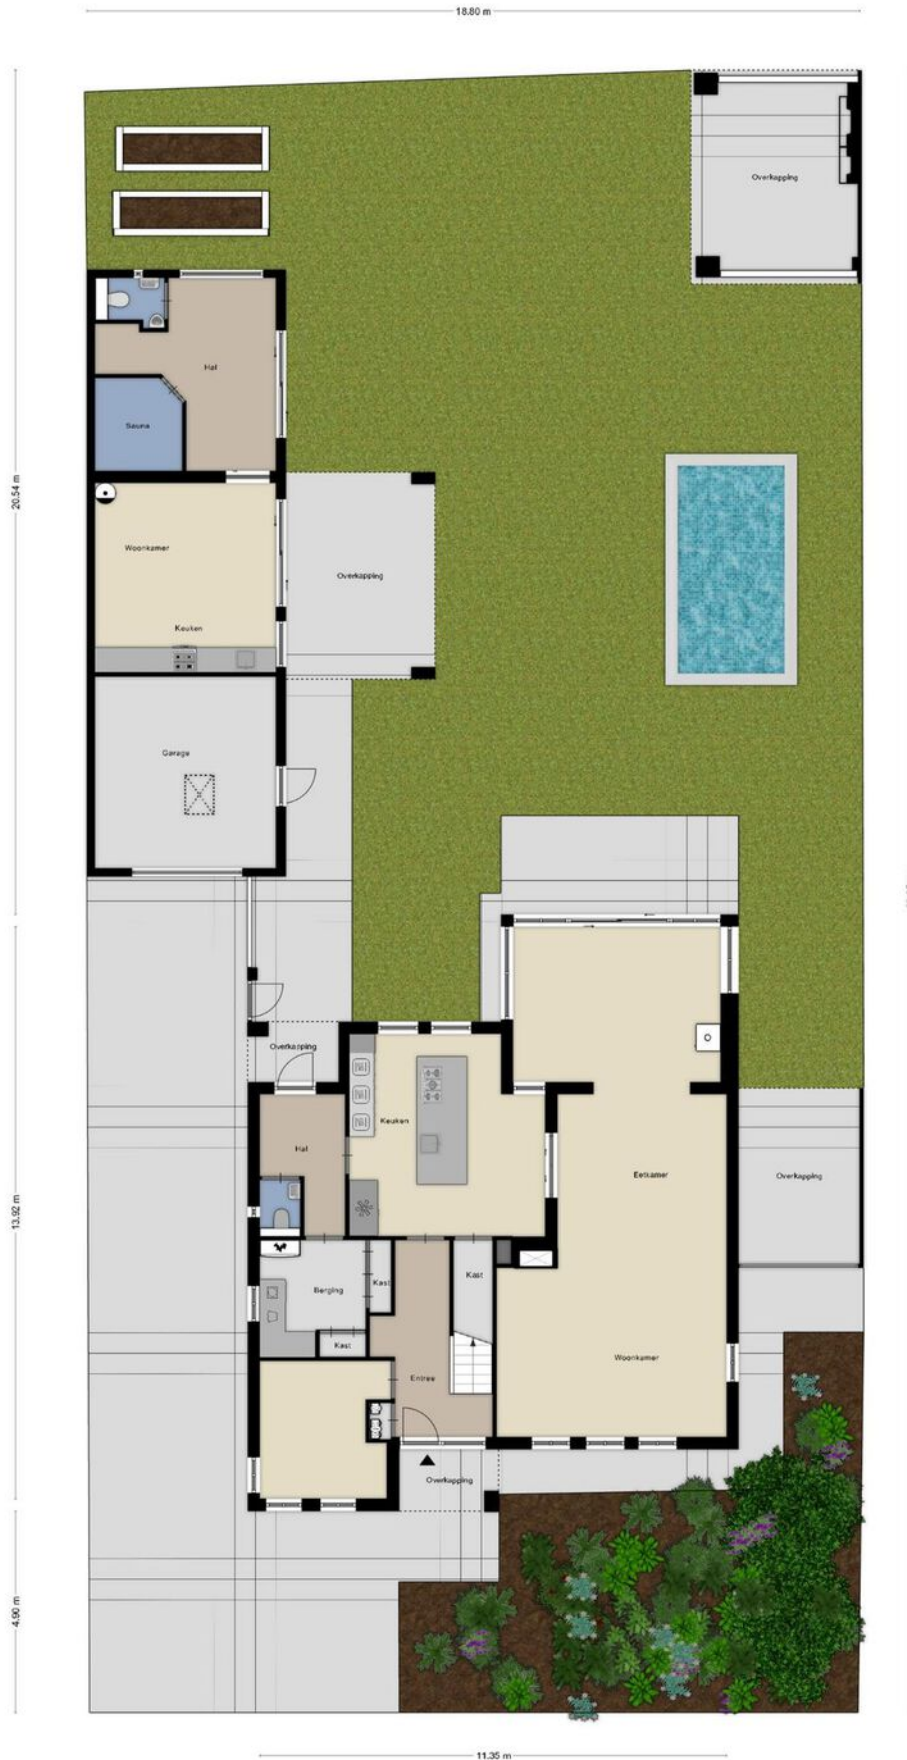 18.80 m
Overkapping
Hal
Sauna
20.54 m
Woonkamer
Overkapping
Keuken
Garage
Overkapping
Keuken
Hal
Eetkamer
Overkapping
13.92 m
Kast
Kast
Berging
Kast
Woonkamer
Entree
Overkapping
4.90 m
11.35 m